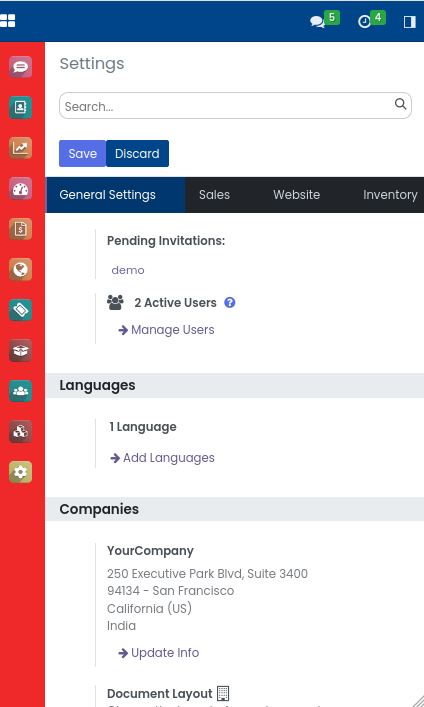 5
4
Settings
Search...
Save Discard
General Settings Sales Website Inventory
Pending Invitations:
demo
2 Active Users ?
Manage Users
Languages
1 Language
Add Languages
Companies
YourCompany
250 Executive Park Blvd, Suite 3400
94134 - San Francisco
California (US)
India
Update Info
Document Layout